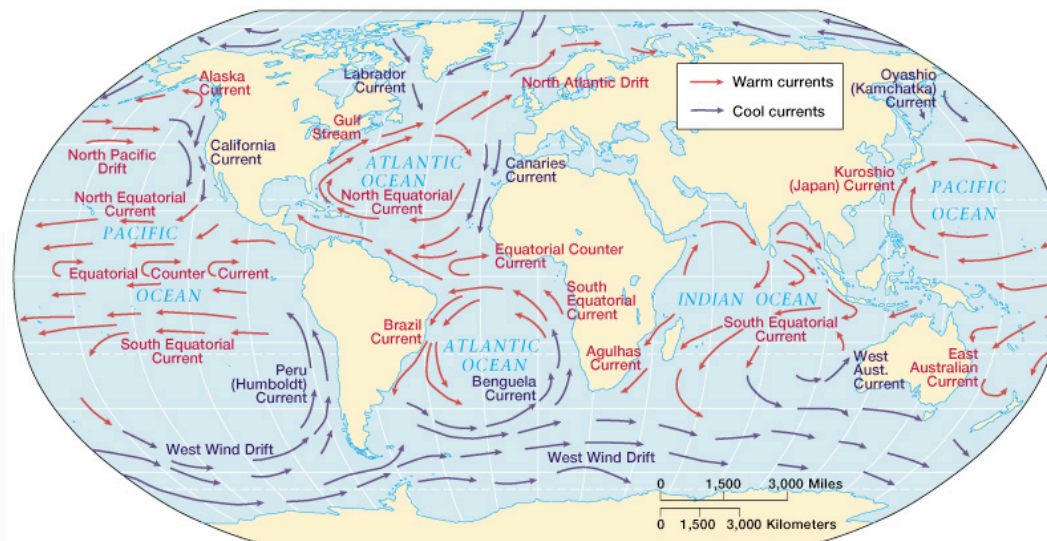 Alaska
Current
Labrador
Current
North Atlantic Drift
Warm currents
Cool currents
Oyashio
(Kamchatka)
Current
Gulf
Stream
California
Current
North Pacific
Drift
ATLANTIC
OCEAN
Canaries
Current
Kuroshio
(Japan) Current
PACIFIC
OCEAN
North Equatorial
Current
North Equatorial
Current
PACIFIC
OCEAN
Equatorial Counter Current
Equatorial Counter
Current
South
Equatorial
Current
INDIAN OCEAN
South Equatorial
Current
South Equatorial
Current
Brazil
Current
ATLANTIC
OCEAN
Agulhas
Current
West
Aust.
Current
East
Australian
Current
Peru
(Humboldt)
Current
Benguela
Current
West Wind Drift
West Wind Drift
0 1,500 3,000 Miles
0 1,500 3,000 Kilometers